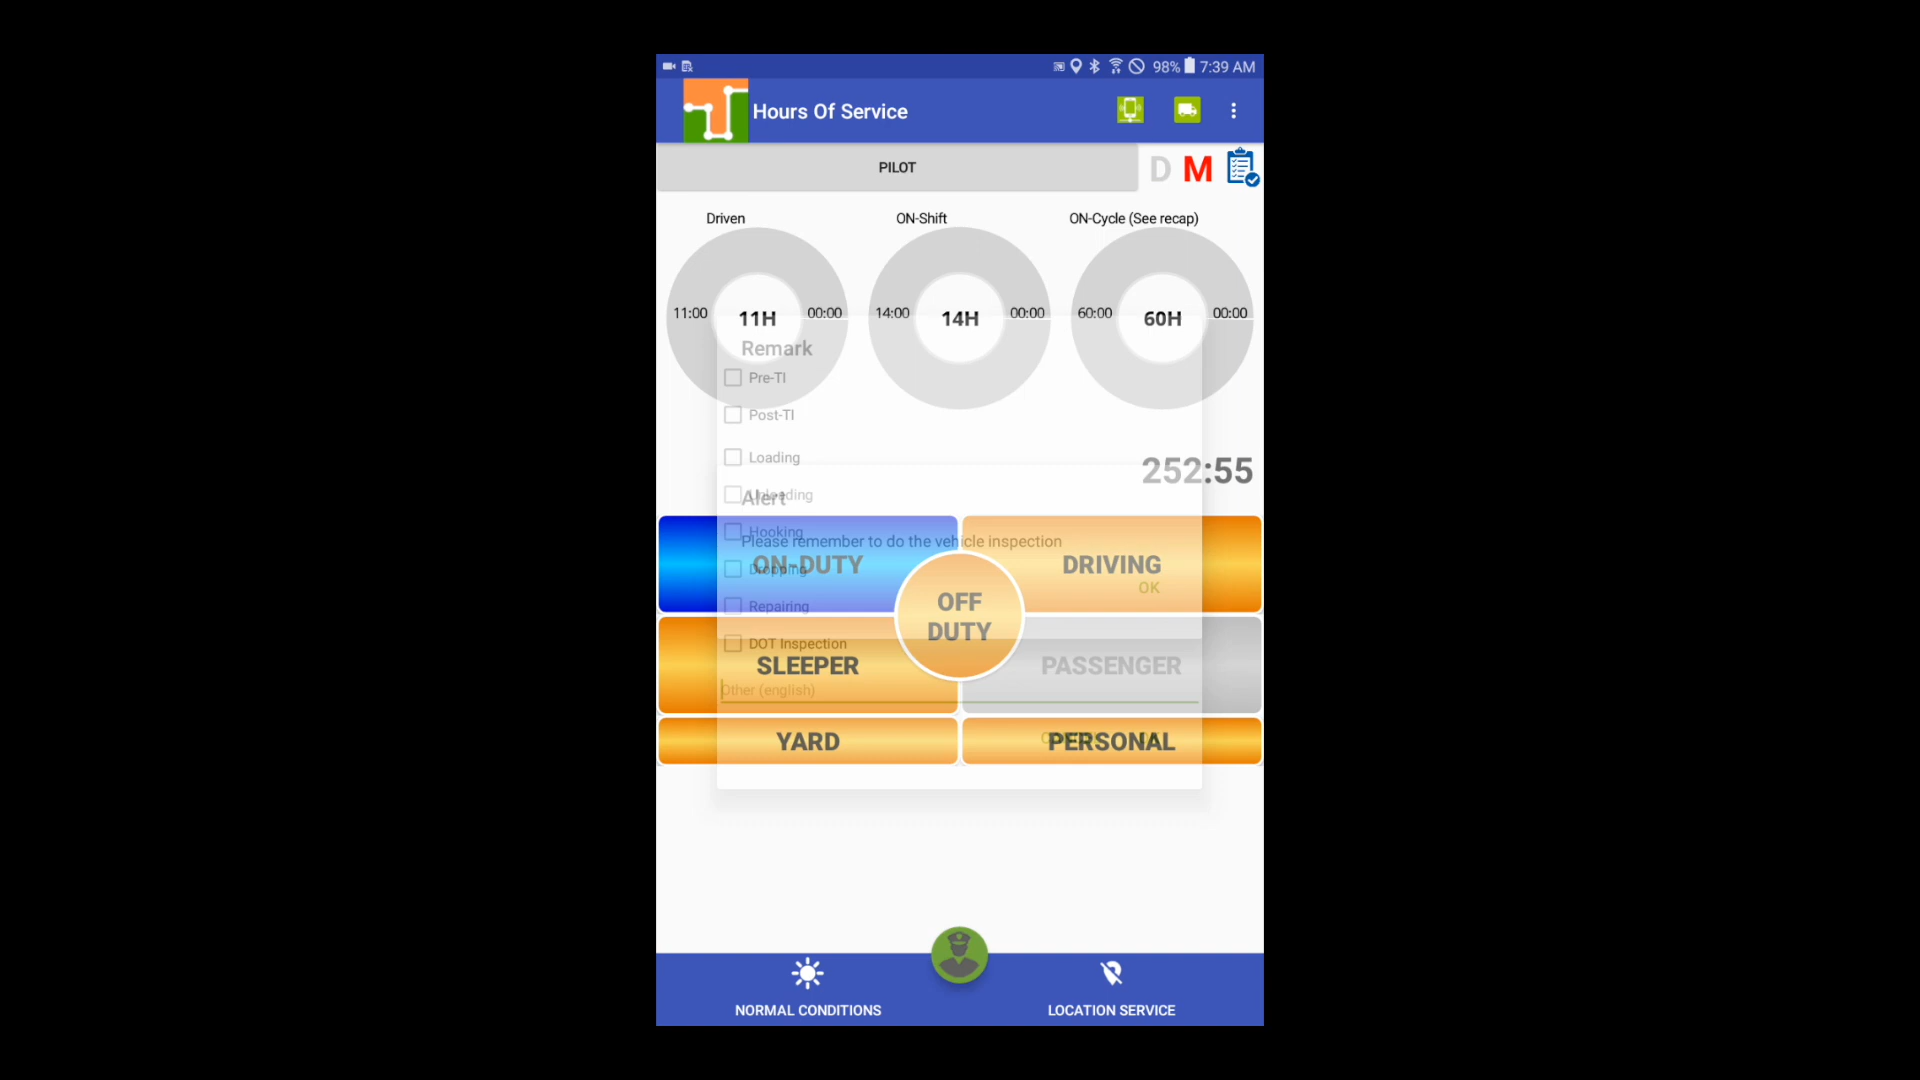 98% 7:39 AM
Hours Of Service
PILOT
D M
Driven ON-Shift ON-Cycle (See recap)
11:00 11H 00:00 14:00 14H 00:00 60:00 60H 00:00
Remark
Pre-TI
Post-TI
Loading
252:55
Unloading
Alert
Hooking
Please remember to do the vehicle inspection
ON-DUTY DRIVING
Dropping
OK
OFF
DUTY
Repairing
DOT Inspection
SLEEPER PASSENGER
Other (english)
YARD PERSONAL
NORMAL CONDITIONS LOCATION SERVICE